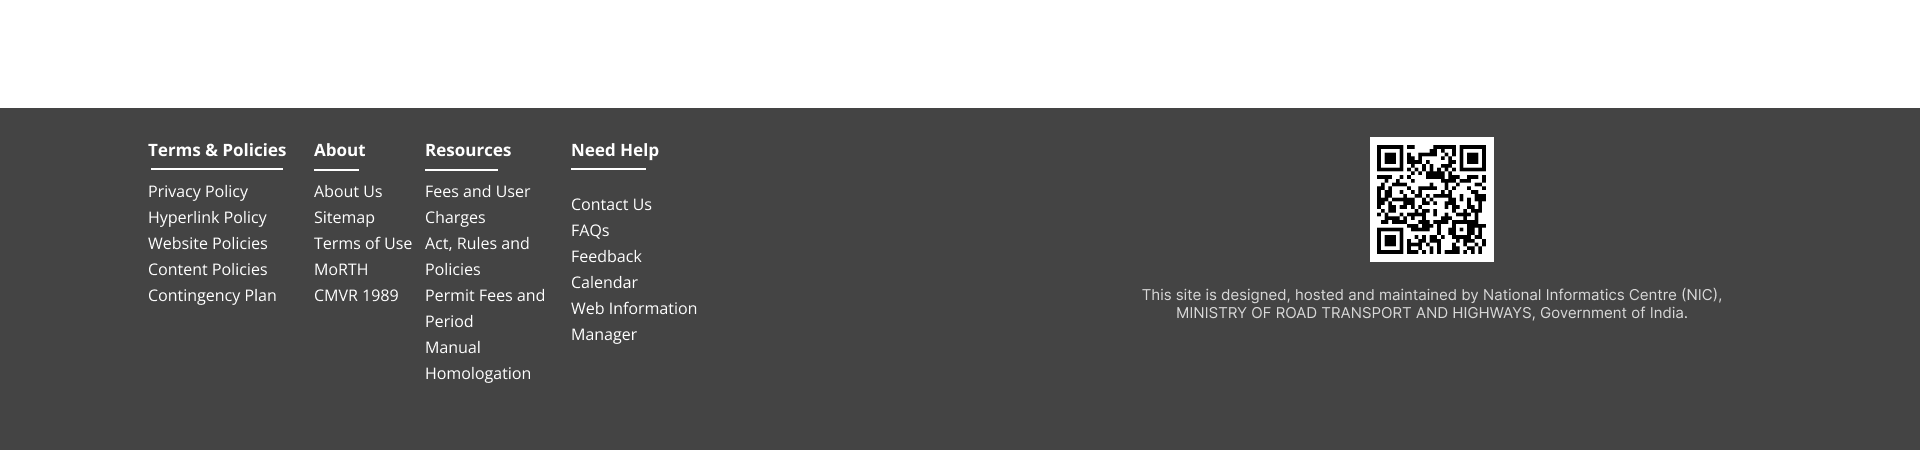 Terms & Policies
Privacy Policy
Hyperlink Policy
Website Policies
Content Policies
Contingency Plan
About
About Us
Sitemap
Terms of Use
MoRTH
CMVR 1989
Resources
Fees and User
Charges
Act, Rules and
Policies
Permit Fees and
Period
Manual
Homologation
Need Help
Contact Us
FAQs
Feedback
Calendar
Web Information
Manager
This site is designed, hosted and maintained by National Informatics Centre (NIC),
MINISTRY OF ROAD TRANSPORT AND HIGHWAYS, Government of India.